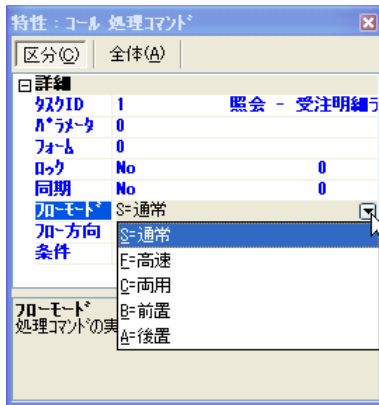 特性：コール 処理コマンド
区分(C) 全体(A)
詳細
タスクID 1 照会 - 受注明細
パラメータ 0
フォーム 0
ロック No 0
同期 No 0
フローモード S=通常
フロー方向
条件
S=通常
F=高速
C=両用
B=前置
A=後置
フローモード
処理コマンドの実